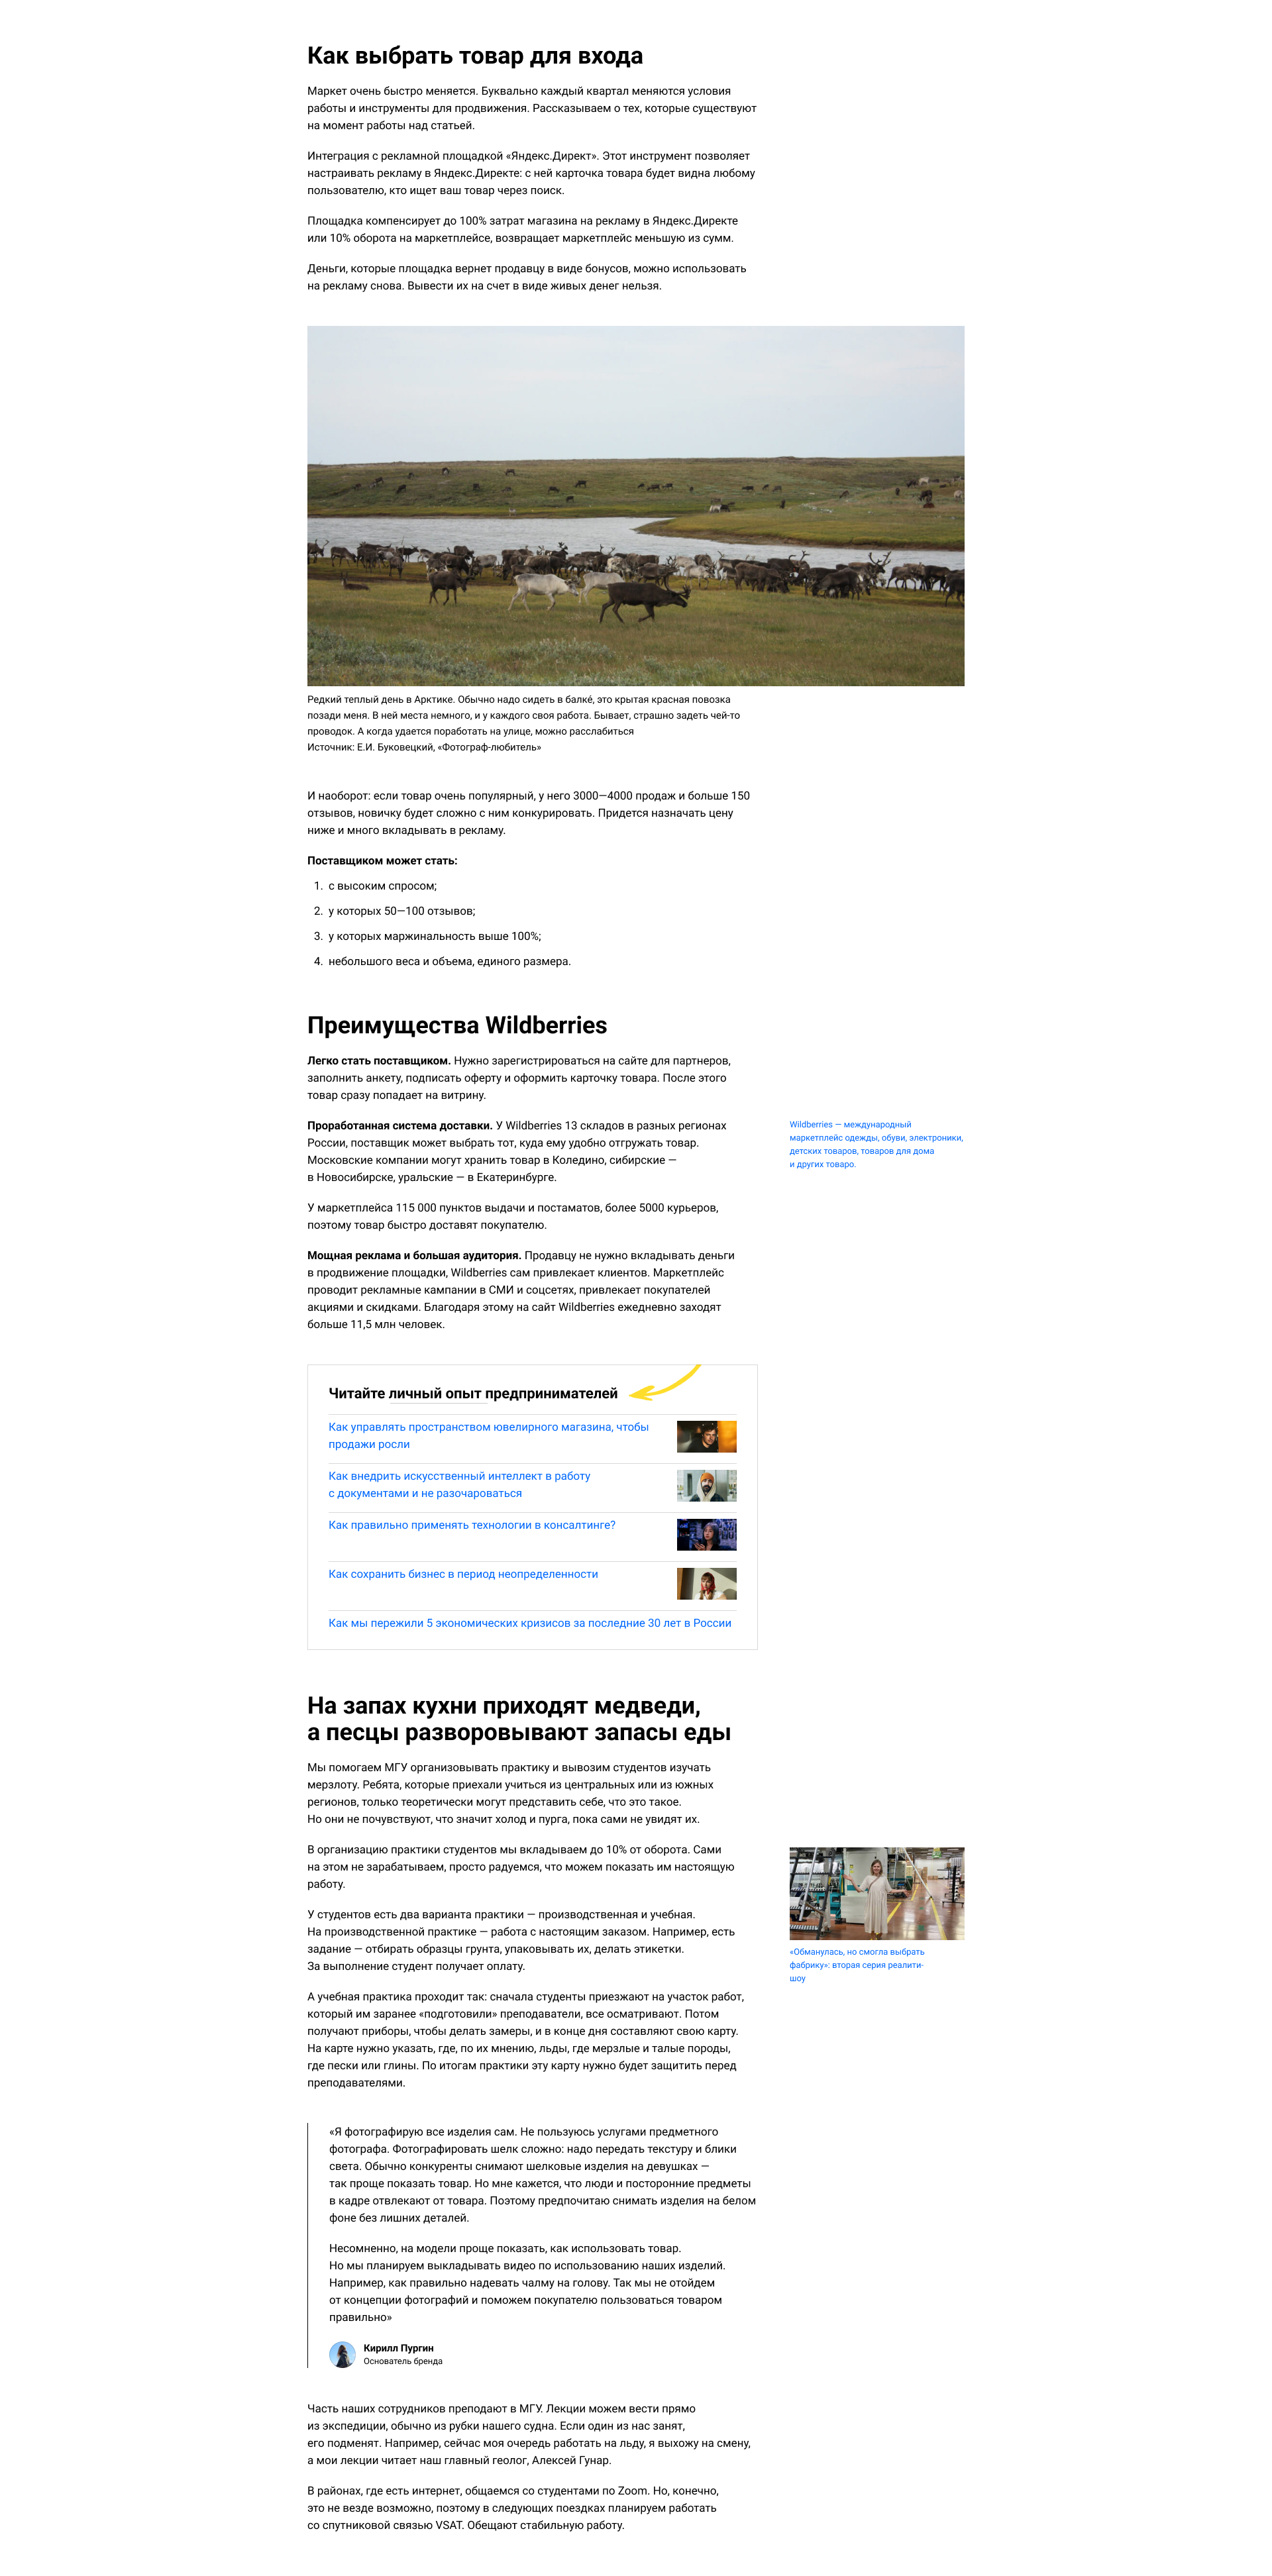 Как выбрать товар для входа
Маркет очень быстро меняется. Буквально каждый квартал меняются условия
работы и инструменты для продвижения. Рассказываем о тех, которые существуют
на момент работы над статьей.
Интеграция с рекламной площадкой «Яндекс.Директ». Этот инструмент позволяет
настраивать рекламу в Яндекс.Директе: с ней карточка товара будет видна любому
пользователю, кто ищет ваш товар через поиск.
Площадка компенсирует до 100% затрат магазина на рекламу в Яндекс.Директе
или 10% оборота на маркетплейсе, возвращает маркетплейс меньшую из сумм.
Деньги, которые площадка вернет продавцу в виде бонусов, можно использовать
на рекламу снова. Вывести их на счет в виде живых денег нельзя.
Редкий теплый день в Арктике. Обычно надо сидеть в балке́, это крытая красная повозка
позади меня. В ней места немного, и у каждого своя работа. Бывает, страшно задеть чей-то
проводок. А когда удается поработать на улице, можно расслабиться
Источник: Е.И. Буковецкий, «Фотограф-любитель»
И наоборот: если товар очень популярный, у него 3000—4000 продаж и больше 150
отзывов, новичку будет сложно с ним конкурировать. Придется назначать цену
ниже и много вкладывать в рекламу.
Поставщиком может стать:
1. с высоким спросом;
2. у которых 50—100 отзывов;
3. у которых маржинальность выше 100%;
4. небольшого веса и объема, единого размера.
Преимущества Wildberries
Легко стать поставщиком. Нужно зарегистрироваться на сайте для партнеров,
заполнить анкету, подписать оферту и оформить карточку товара. После этого
товар сразу попадает на витрину.
Проработанная система доставки. У Wildberries 13 складов в разных регионах
России, поставщик может выбрать тот, куда ему удобно отгружать товар.
Московские компании могут хранить товар в Коледино, сибирские —
в Новосибирске, уральские — в Екатеринбурге.
Wildberries — международный
маркетплейс одежды, обуви, электроники,
детских товаров, товаров для дома
и других товаро.
У маркетплейса 115 000 пунктов выдачи и постаматов, более 5000 курьеров,
поэтому товар быстро доставят покупателю.
Мощная реклама и большая аудитория. Продавцу не нужно вкладывать деньги
в продвижение площадки, Wildberries сам привлекает клиентов. Маркетплейс
проводит рекламные кампании в СМИ и соцсетях, привлекает покупателей
акциями и скидками. Благодаря этому на сайт Wildberries ежедневно заходят
больше 11,5 млн человек.
Читайте личный опыт предпринимателей
Как управлять пространством ювелирного магазина, чтобы
продажи росли
Как внедрить искусственный интеллект в работу
с документами и не разочароваться
Как правильно применять технологии в консалтинге?
Как сохранить бизнес в период неопределенности
Как мы пережили 5 экономических кризисов за последние 30 лет в России
На запах кухни приходят медведи,
а песцы разворовывают запасы еды
Мы помогаем МГУ организовывать практику и вывозим студентов изучать
мерзлоту. Ребята, которые приехали учиться из центральных или из южных
регионов, только теоретически могут представить себе, что это такое.
Но они не почувствуют, что значит холод и пурга, пока сами не увидят их.
В организацию практики студентов мы вкладываем до 10% от оборота. Сами
на этом не зарабатываем, просто радуемся, что можем показать им настоящую
работу.
У студентов есть два варианта практики — производственная и учебная.
На производственной практике — работа с настоящим заказом. Например, есть
задание — отбирать образцы грунта, упаковывать их, делать этикетки.
За выполнение студент получает оплату.
«Обманулась, но смогла выбрать
фабрику»: вторая серия реалити-
шоу
А учебная практика проходит так: сначала студенты приезжают на участок работ,
который им заранее «подготовили» преподаватели, все осматривают. Потом
получают приборы, чтобы делать замеры, и в конце дня составляют свою карту.
На карте нужно указать, где, по их мнению, льды, где мерзлые и талые породы,
где пески или глины. По итогам практики эту карту нужно будет защитить перед
преподавателями.
«Я фотографирую все изделия сам. Не пользуюсь услугами предметного
фотографа. Фотографировать шелк сложно: надо передать текстуру и блики
света. Обычно конкуренты снимают шелковые изделия на девушках —
так проще показать товар. Но мне кажется, что люди и посторонние предметы
в кадре отвлекают от товара. Поэтому предпочитаю снимать изделия на белом
фоне без лишних деталей.
Несомненно, на модели проще показать, как использовать товар.
Но мы планируем выкладывать видео по использованию наших изделий.
Например, как правильно надевать чалму на голову. Так мы не отойдем
от концепции фотографий и поможем покупателю пользоваться товаром
правильно»
Кирилл Пургин
Основатель бренда
Часть наших сотрудников преподают в МГУ. Лекции можем вести прямо
из экспедиции, обычно из рубки нашего судна. Если один из нас занят,
его подменят. Например, сейчас моя очередь работать на льду, я выхожу на смену,
а мои лекции читает наш главный геолог, Алексей Гунар.
В районах, где есть интернет, общаемся со студентами по Zoom. Но, конечно,
это не везде возможно, поэтому в следующих поездках планируем работать
со спутниковой связью VSAT. Обещают стабильную работу.